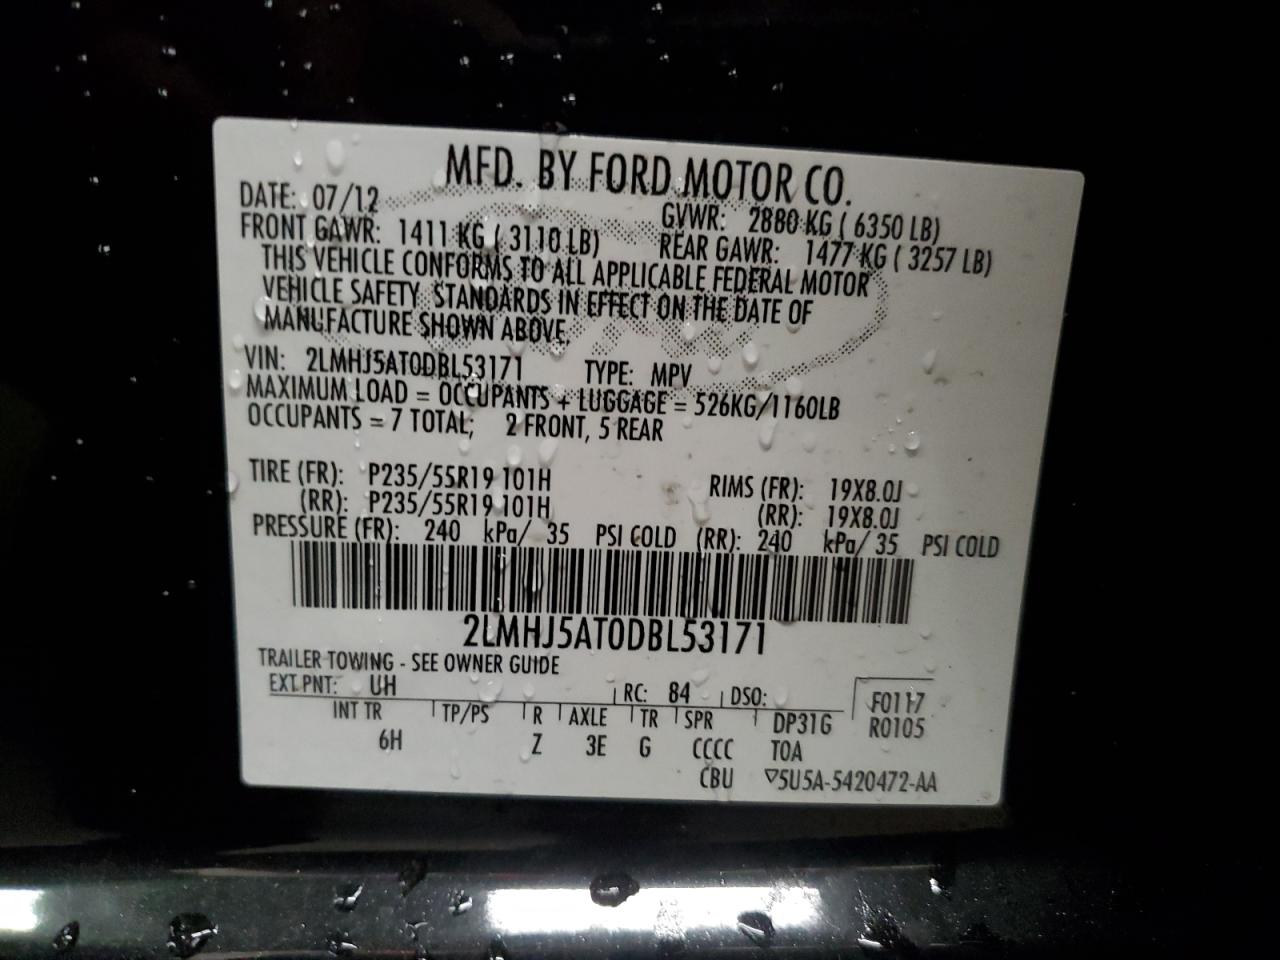 MFD. BY FORD MOTOR CO.
DATE: 07/12 GVWR: 2880 KG ( 6350 LB)
FRONT GAWR: 1411 KG ( 3110 LB) REAR GAWR: 1477 KG ( 3257 LB)
THIS VEHICLE CONFORMS TO ALL APPLICABLE FEDERAL MOTOR
VEHICLE SAFETY STANDARDS IN EFFECT ON THE DATE OF
MANUFACTURE SHOWN ABOVE.
VIN: 2LMHJ5AT0DBL53171 TYPE: MPV
MAXIMUM LOAD = OCCUPANTS + LUGGAGE = 526KG/1160LB
OCCUPANTS = 7 TOTAL; 2 FRONT, 5 REAR
TIRE (FR): P235/55R19 101H RIMS (FR): 19X8.0J
(RR): P235/55R19 101H (RR): 19X8.0J
PRESSURE (FR): 240 kPa/ 35 PSI COLD (RR): 240 kPa/ 35 PSI COLD
2LMHJ5AT0DBL53171
TRAILER TOWING - SEE OWNER GUIDE
EXT PNT: UH RC: 84 DSO: F0117
INT TR TP/PS R AXLE TR SPR DP31G R0105
6H Z 3E G CCCC T0A
CBU ▽5U5A-5420472-AA